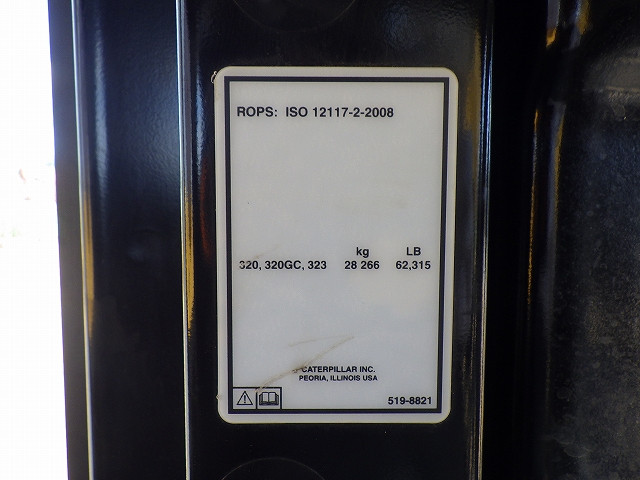 ROPS: ISO 12117-2-2008
kg LB
320, 320GC, 323 28 266 62,315
© CATERPILLAR INC.
PEORIA, ILLINOIS USA
519-8821